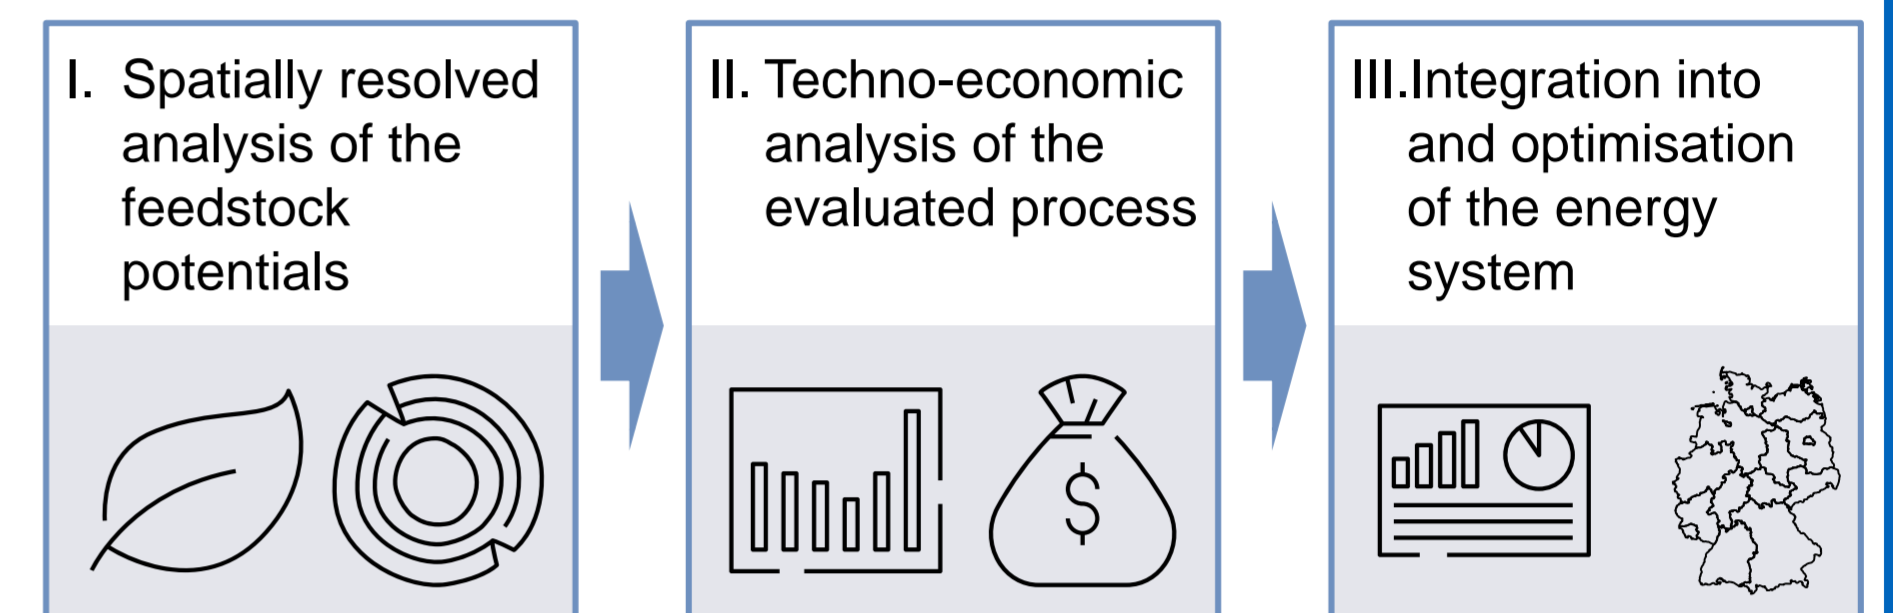 I. Spatially resolved
analysis of the
feedstock
potentials
II. Techno-economic
analysis of the
evaluated process
III.Integration into
and optimisation
of the energy
system
$